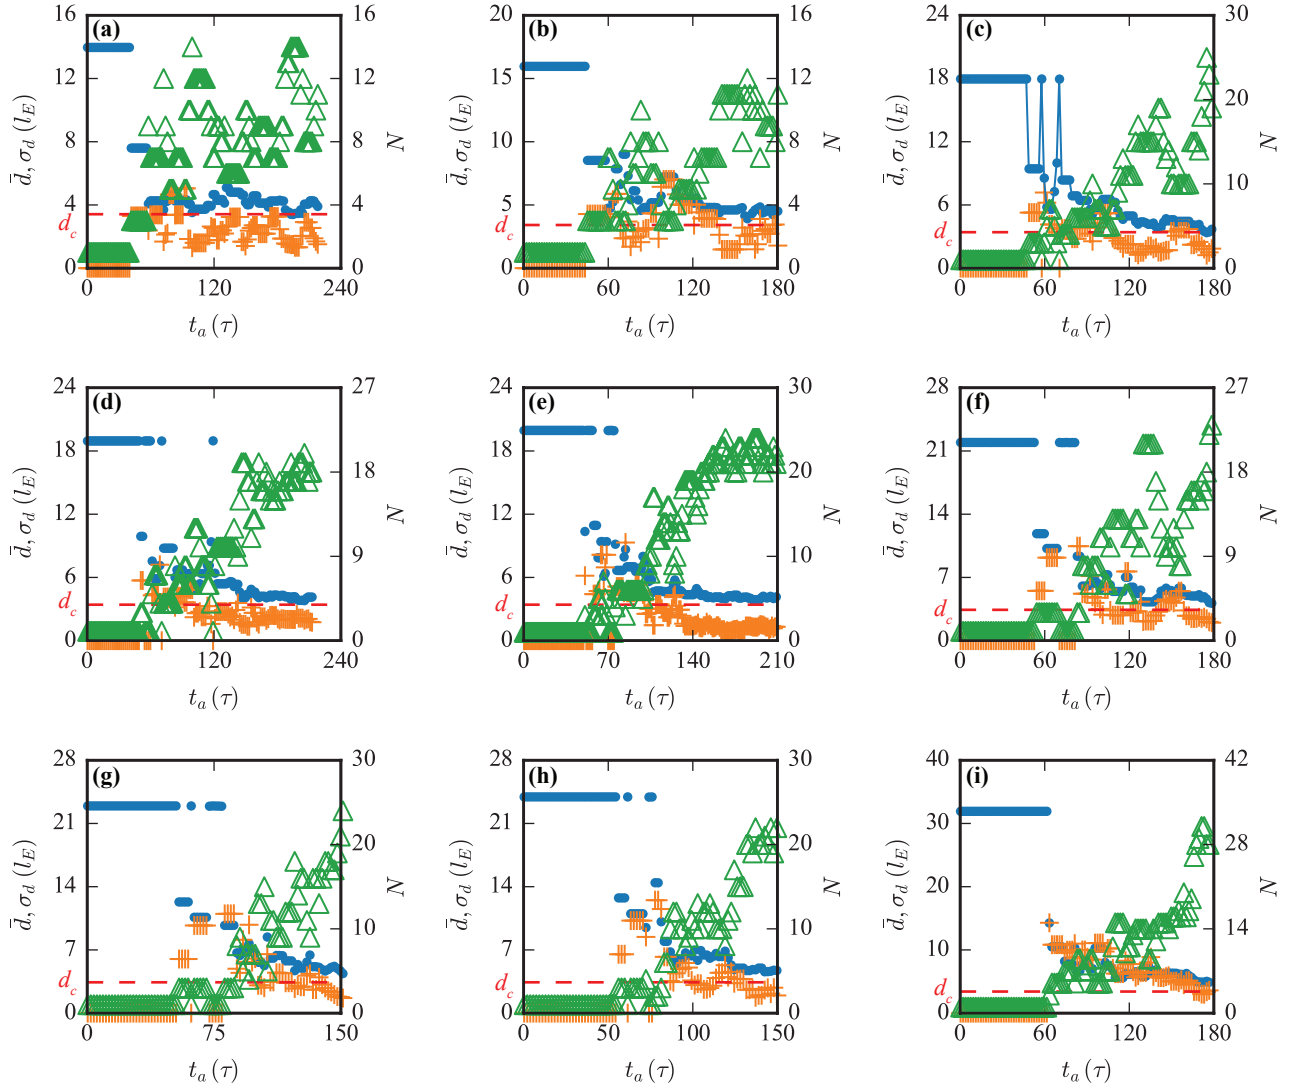 (a) (b) (c)
16 12 8 4 0
16 12 8 4 0
20 15 10 5 0
16 12 8 4 0
24 18 12 6 0
30 20 10 0
d̄, σ_d (l_E) N d̄, σ_d (l_E) N d̄, σ_d (l_E) N
d_c d_c d_c
0 120 240 0 60 120 180 0 60 120 180
t_a (τ) t_a (τ) t_a (τ)
(d) (e) (f)
24 18 12 6 0
27 18 9 0
24 18 12 6 0
30 20 10 0
28 21 14 7 0
27 18 9 0
d̄, σ_d (l_E) N d̄, σ_d (l_E) N d̄, σ_d (l_E) N
d_c d_c d_c
0 120 240 0 70 140 210 0 60 120 180
t_a (τ) t_a (τ) t_a (τ)
(g) (h) (i)
28 21 14 7 0
30 20 10 0
28 21 14 7 0
30 20 10 0
40 30 20 10 0
42 28 14 0
d̄, σ_d (l_E) N d̄, σ_d (l_E) N d̄, σ_d (l_E) N
d_c d_c d_c
0 75 150 0 50 100 150 0 60 120 180
t_a (τ) t_a (τ) t_a (τ)